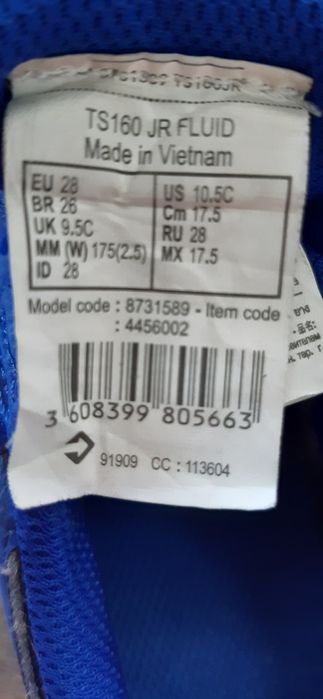 TS160JR
TS160 JR FLUID
Made in Vietnam
EU 28
BR 26
UK 9.5C
MM (W) 175(2.5)
ID 28
US 10.5C
Cm 17.5
RU 28
MX 17.5
Model code : 8731589 - Item code
: 4456002
3 608399 805663
91909 CC : 113604